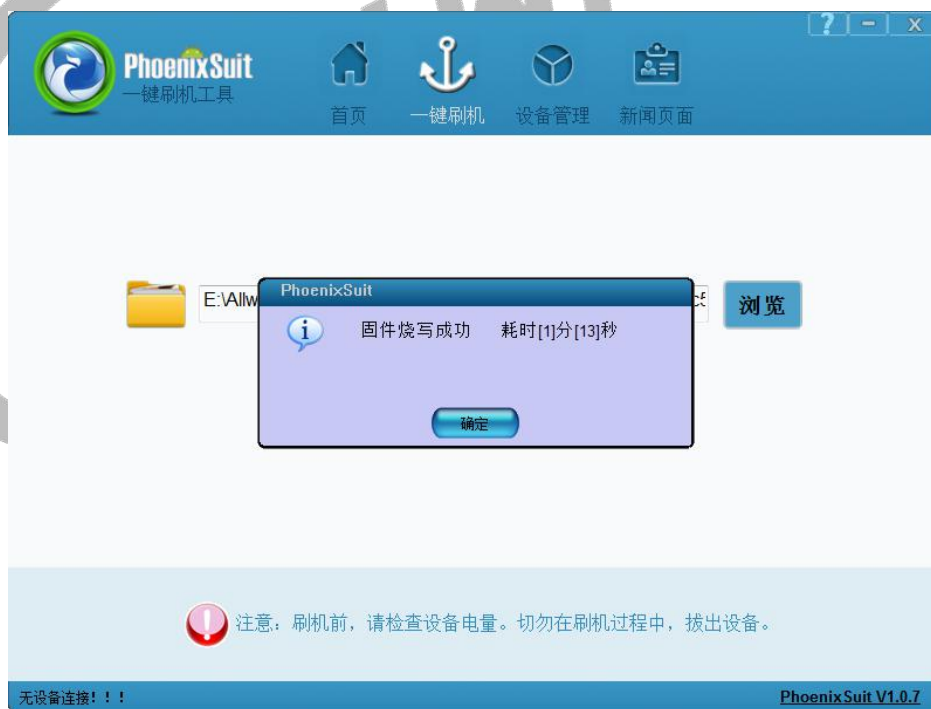 ? - x
PhoenixSuit
一键刷机工具
首页 一键刷机 设备管理 新闻页面
E:\Allw
浏览
PhoenixSuit
固件烧写成功 耗时[1]分[13]秒
确定
注意：刷机前，请检查设备电量。切勿在刷机过程中，拔出设备。
无设备连接！！！
PhoenixSuit V1.0.7